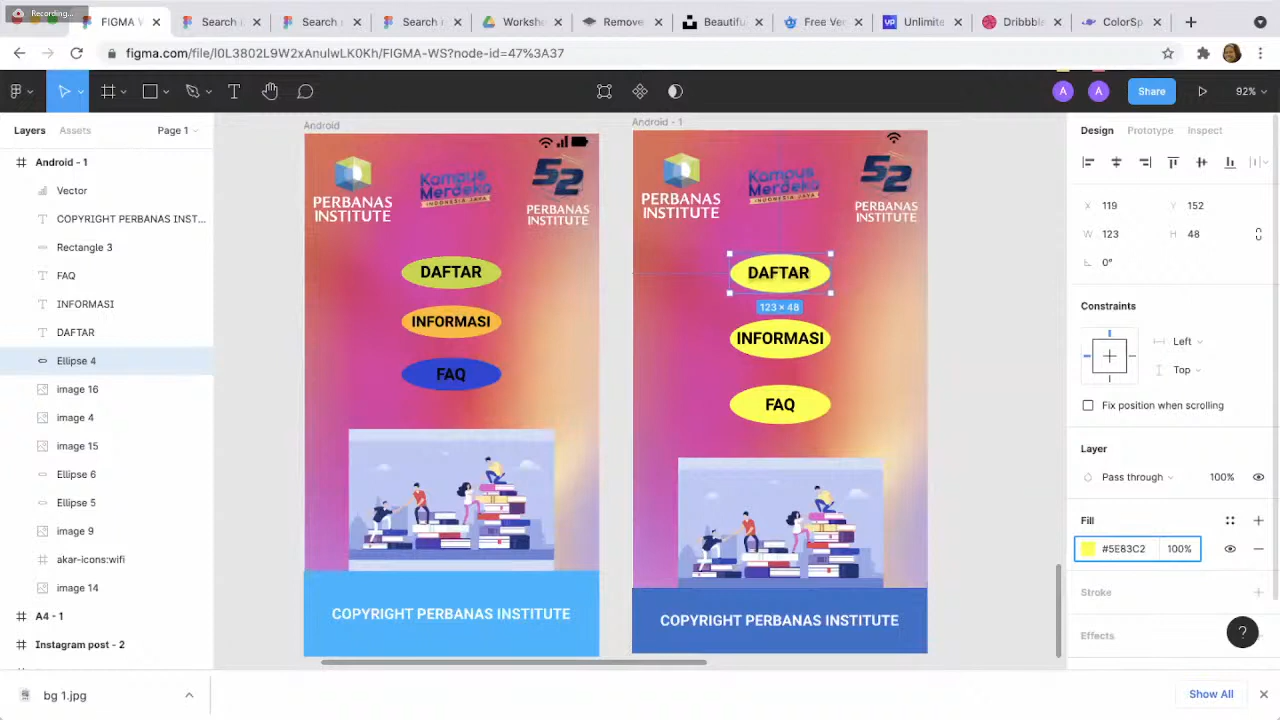 Recording...
FIGMA W
Search i
Search s
Search i
Worksh
Remove
Beautifu
Free Ve
Unlimite
Dribbble
ColorSp
figma.com/file/l0L3802L9W2xAnulwLK0Kh/FIGMA-WS?node-id=47%3A37
A
A
Share
92%
Layers
Assets
Page 1
Android - 1
Vector
COPYRIGHT PERBANAS INST...
Rectangle 3
FAQ
INFORMASI
DAFTAR
Ellipse 4
image 16
image 4
image 15
Ellipse 6
Ellipse 5
image 9
akar-icons:wifi
image 14
A4 - 1
Instagram post - 2
Android
PERBANAS
INSTITUTE
Kampus
Merdeka
INDONESIA JAYA
52
PERBANAS
INSTITUTE
DAFTAR
INFORMASI
FAQ
COPYRIGHT PERBANAS INSTITUTE
Android - 1
PERBANAS
INSTITUTE
Kampus
Merdeka
INDONESIA JAYA
52
PERBANAS
INSTITUTE
DAFTAR
123 × 48
INFORMASI
FAQ
COPYRIGHT PERBANAS INSTITUTE
Design
Prototype
Inspect
X 119
Y 152
W 123
H 48
0°
Constraints
Left
Top
Fix position when scrolling
Layer
Pass through
100%
Fill
#5E83C2
100%
Stroke
Effects
?
bg 1.jpg
Show All